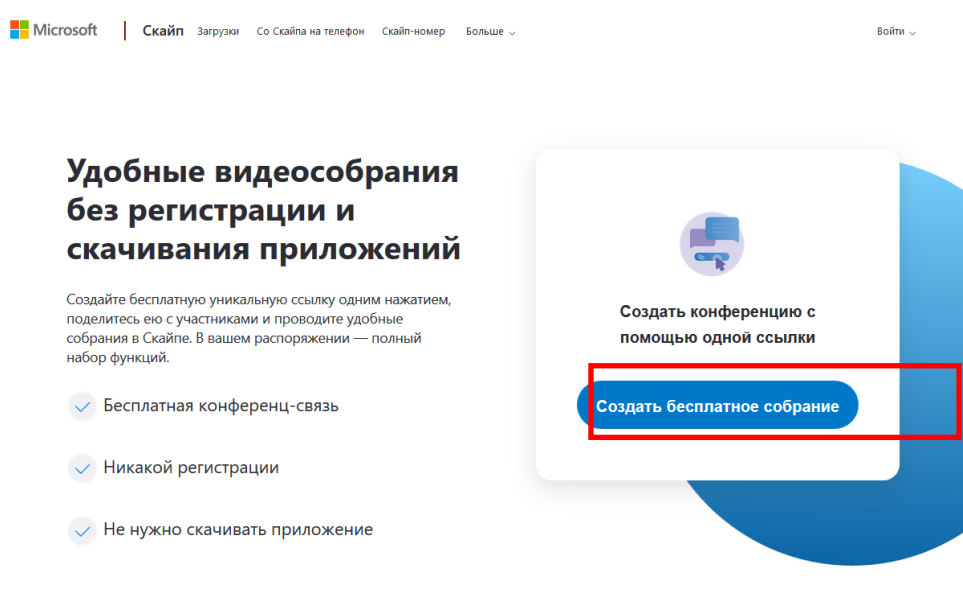 Microsoft
Скайп Загрузки Со Скайпа на телефон Скайп-номер Больше Войти
Удобные видеособрания
без регистрации и
скачивания приложений
Создайте бесплатную уникальную ссылку одним нажатием,
поделитесь ею с участниками и проводите удобные
собрания в Скайпе. В вашем распоряжении — полный
набор функций.
Бесплатная конференц-связь
Никакой регистрации
Не нужно скачивать приложение
Создать конференцию с
помощью одной ссылки
Создать бесплатное собрание